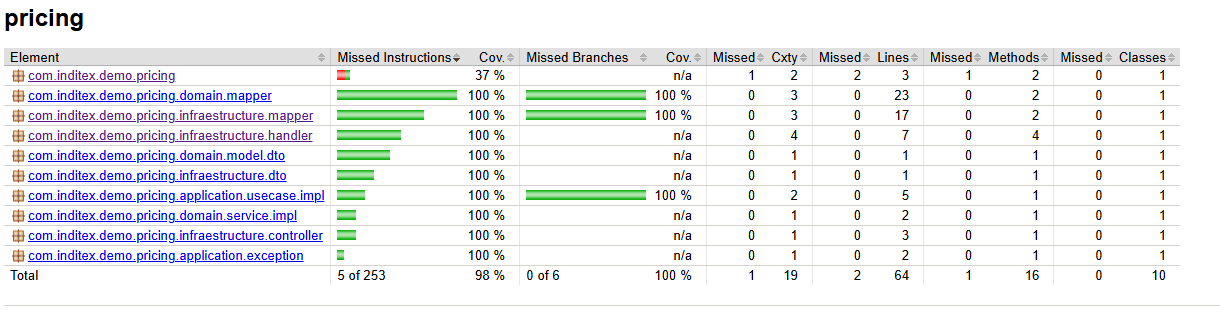 pricing
Element Missed Instructions Cov. Missed Branches Cov. Missed Cxty Missed Lines Missed Methods Missed Classes
com.inditex.demo.pricing 37 % n/a 1 2 2 3 1 2 0 1
com.inditex.demo.pricing.domain.mapper 100 % 100 % 0 3 0 23 0 2 0 1
com.inditex.demo.pricing.infraestructure.mapper 100 % 100 % 0 3 0 17 0 2 0 1
com.inditex.demo.pricing.infraestructure.handler 100 % n/a 0 4 0 7 0 4 0 1
com.inditex.demo.pricing.domain.model.dto 100 % n/a 0 1 0 1 0 1 0 1
com.inditex.demo.pricing.infraestructure.dto 100 % n/a 0 1 0 1 0 1 0 1
com.inditex.demo.pricing.application.usecase.impl 100 % 100 % 0 2 0 5 0 1 0 1
com.inditex.demo.pricing.domain.service.impl 100 % n/a 0 1 0 2 0 1 0 1
com.inditex.demo.pricing.infraestructure.controller 100 % n/a 0 1 0 3 0 1 0 1
com.inditex.demo.pricing.application.exception 100 % n/a 0 1 0 2 0 1 0 1
Total 5 of 253 98 % 0 of 6 100 % 1 19 2 64 1 16 0 10